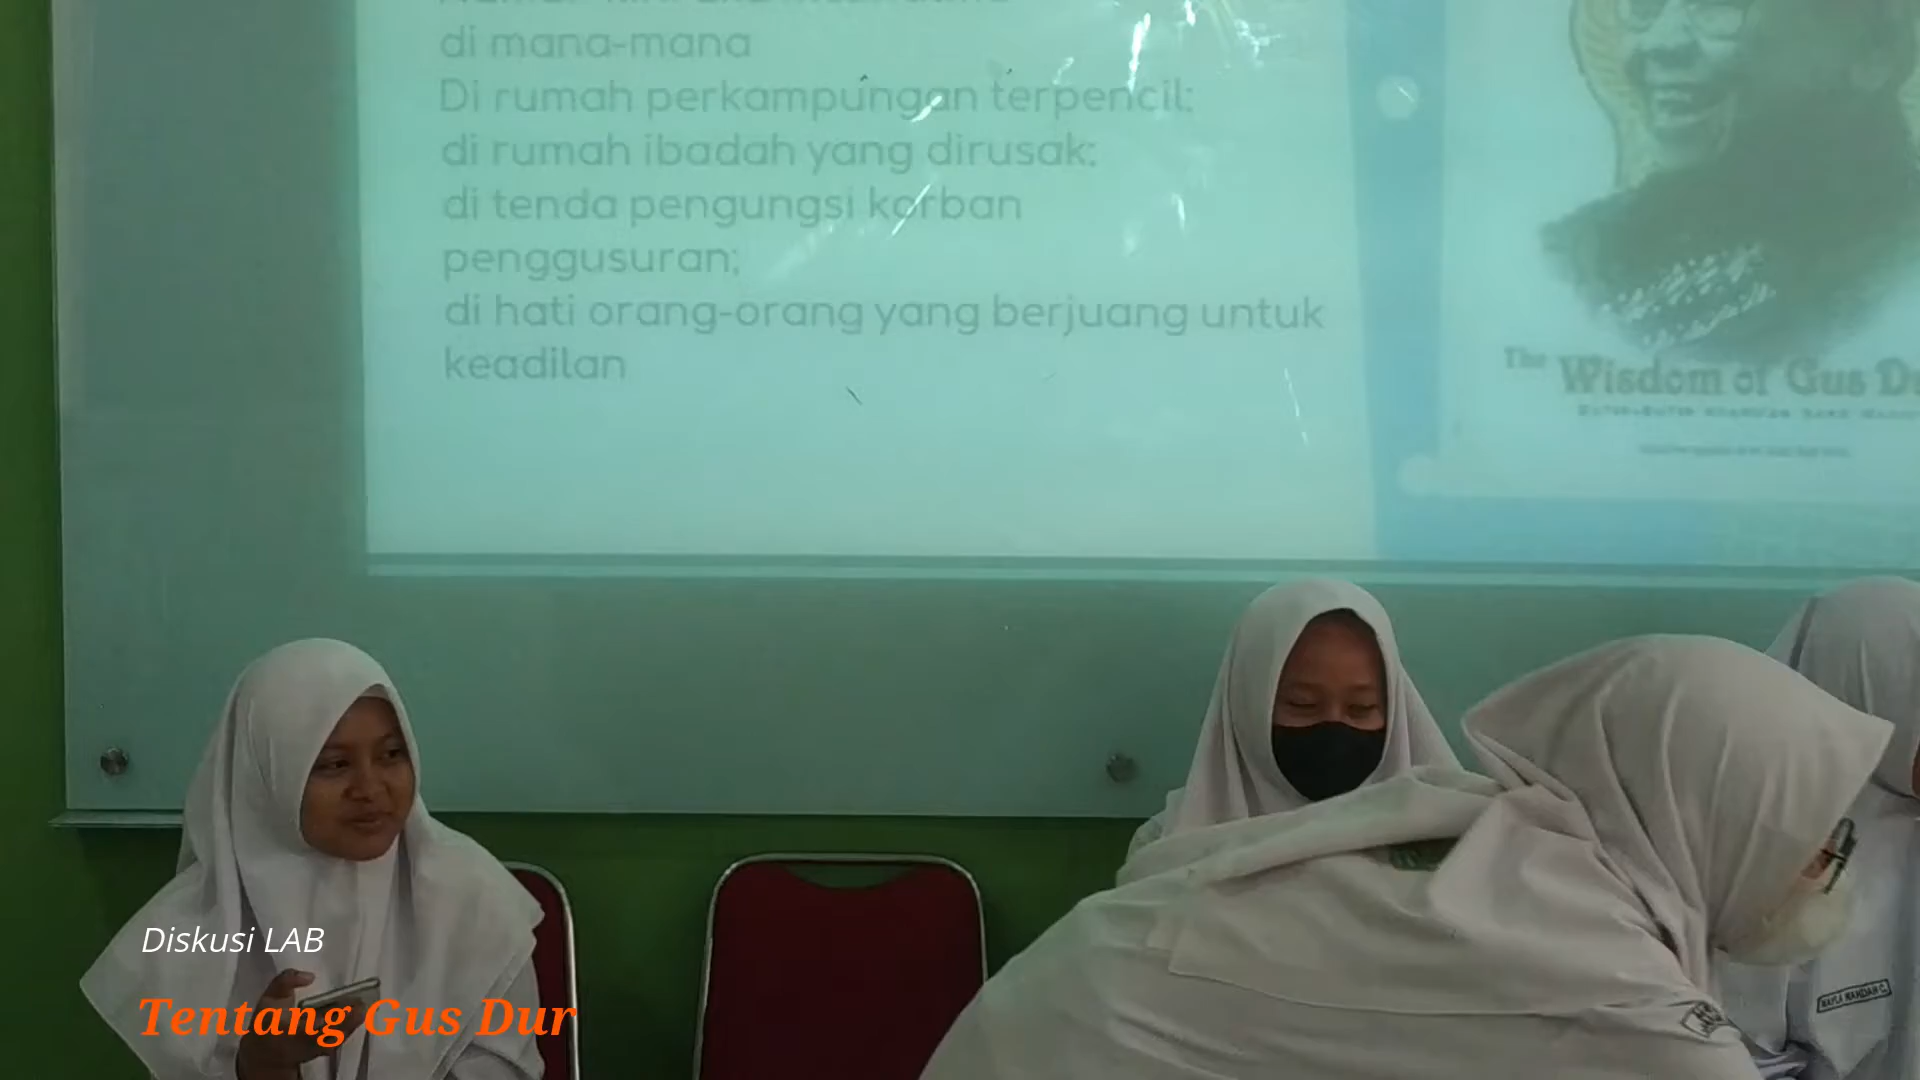 di mana-mana
Di rumah perkampungan terpencil;
di rumah ibadah yang dirusak;
di tenda pengungsi korban
penggusuran;
di hati orang-orang yang berjuang untuk
keadilan
The Wisdom of Gus
Diskusi LAB
Tentang Gus Dur